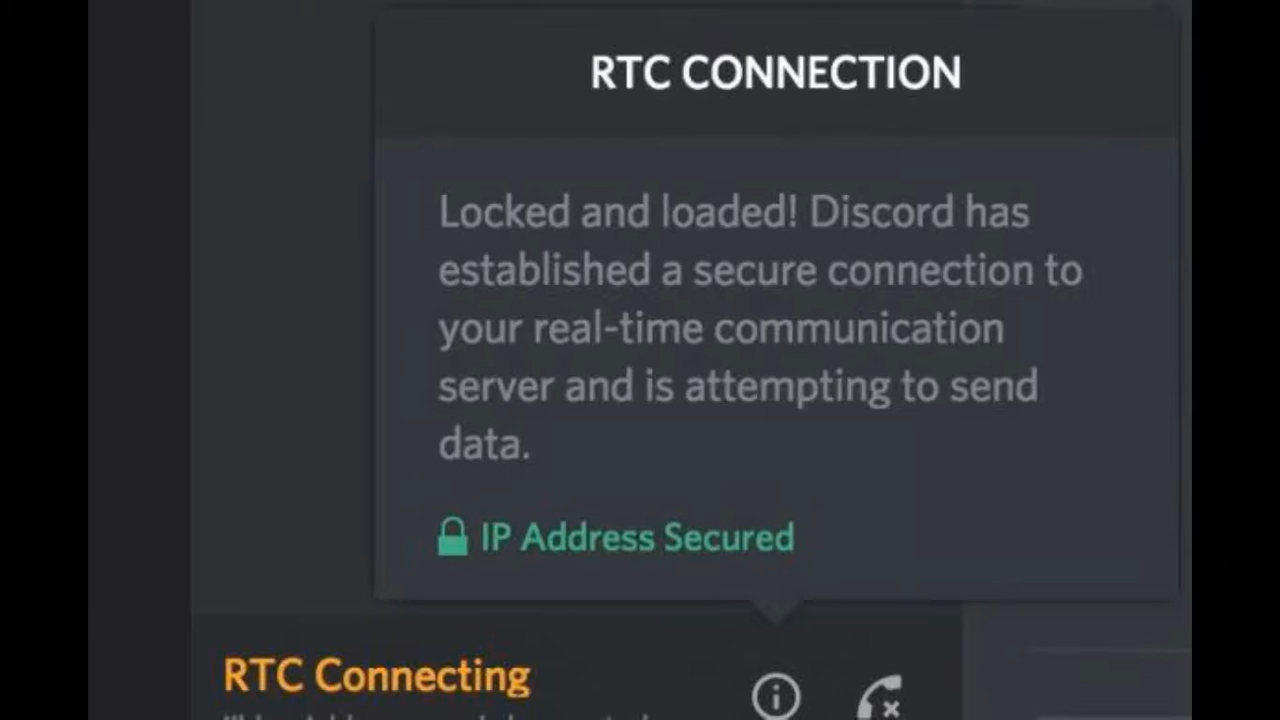 RTC CONNECTION
Locked and loaded! Discord has
established a secure connection to
your real-time communication
server and is attempting to send
data.
IP Address Secured
RTC Connecting